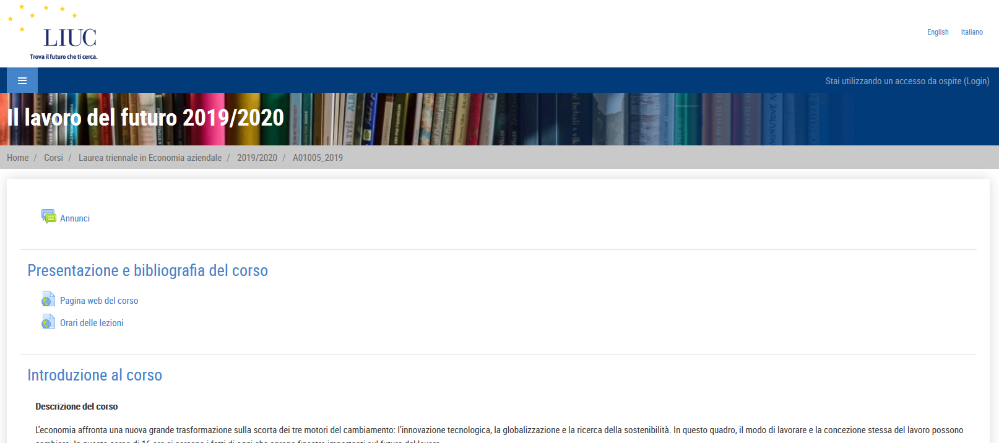 LIUC
Trova il futuro che ti cerca.
English Italiano
Stai utilizzando un accesso da ospite (Login)
Il lavoro del futuro 2019/2020
Home / Corsi / Laurea triennale in Economia aziendale / 2019/2020 / A01005_2019
Annunci
Presentazione e bibliografia del corso
Pagina web del corso
Orari delle lezioni
Introduzione al corso
Descrizione del corso
L’economia affronta una nuova grande trasformazione sulla scorta dei tre motori del cambiamento: l’innovazione tecnologica, la globalizzazione e la ricerca della sostenibilità. In questo quadro, il modo di lavorare e la concezione stessa del lavoro possono